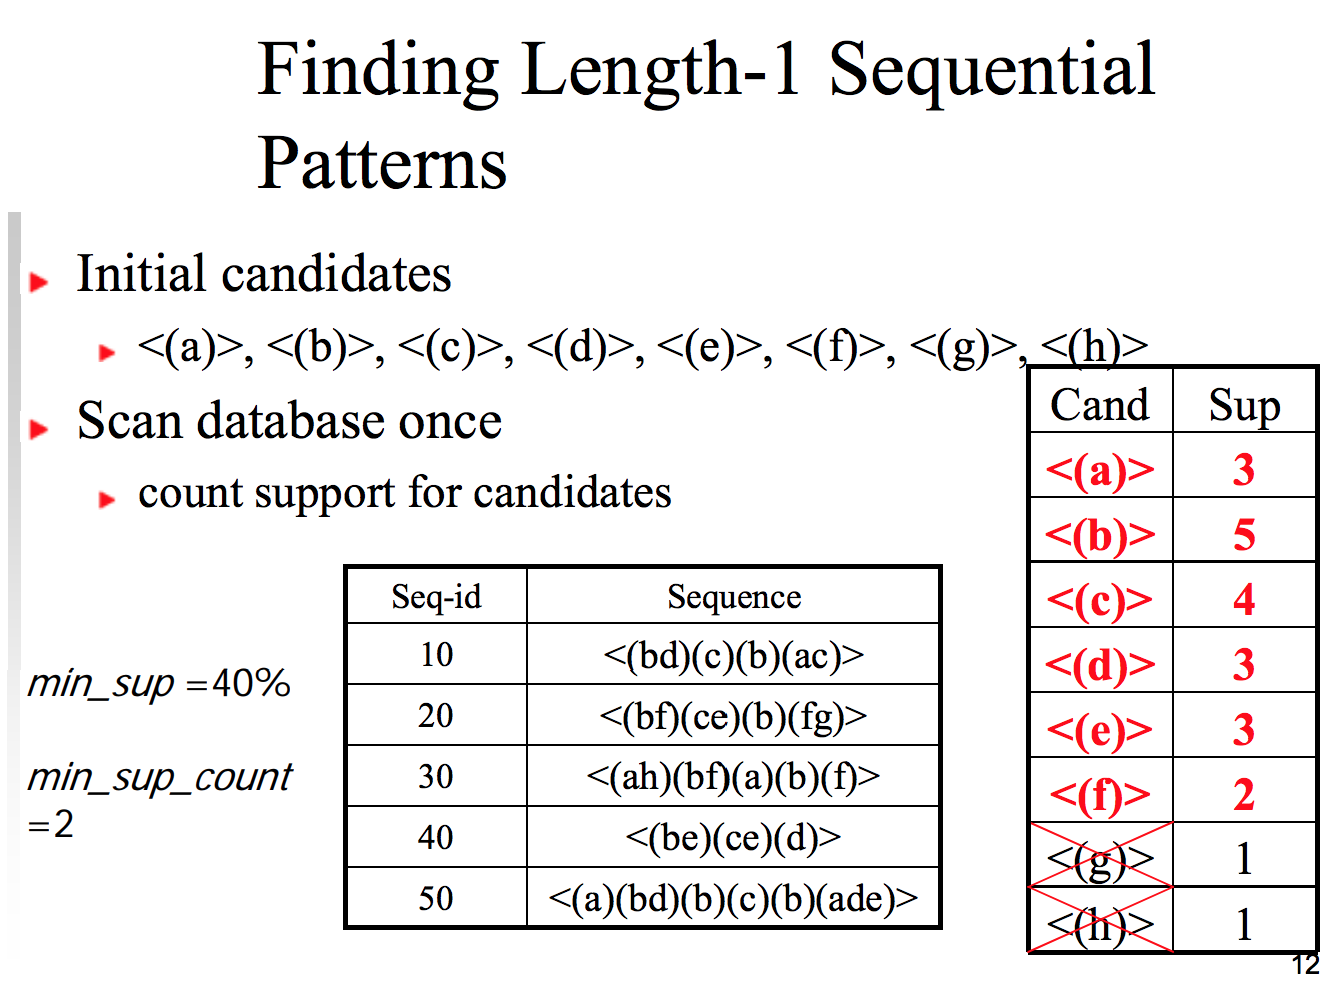 Finding Length-1 Sequential
Patterns
Initial candidates
<(a)>, <(b)>, <(c)>, <(d)>, <(e)>, <(f)>, <(g)>, <(h)>
Scan database once
count support for candidates
min_sup =40%
min_sup_count
=2
Seq-id Sequence
10 <(bd)(c)(b)(ac)>
20 <(bf)(ce)(b)(fg)>
30 <(ah)(bf)(a)(b)(f)>
40 <(be)(ce)(d)>
50 <(a)(bd)(b)(c)(b)(ade)>
Cand Sup
<(a)> 3
<(b)> 5
<(c)> 4
<(d)> 3
<(e)> 3
<(f)> 2
<(g)> 1
<(h)> 1
12